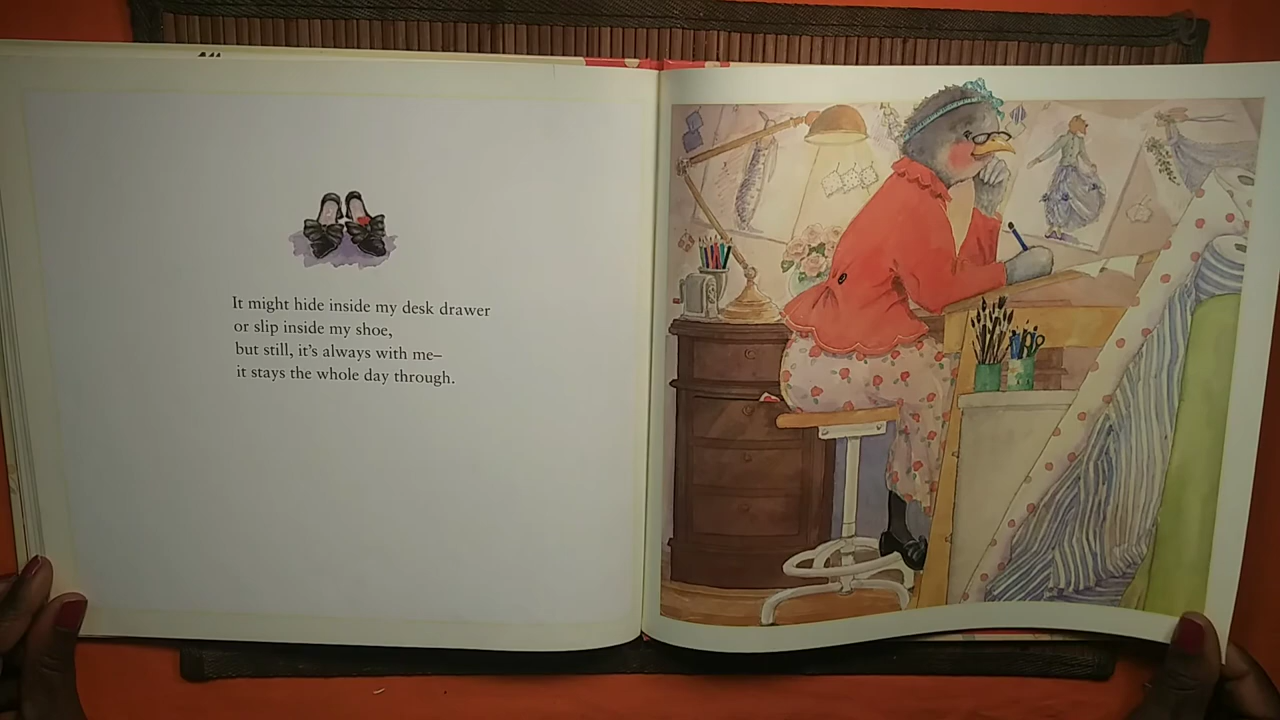 It might hide inside my desk drawer
or slip inside my shoe,
but still, it's always with me–
it stays the whole day through.